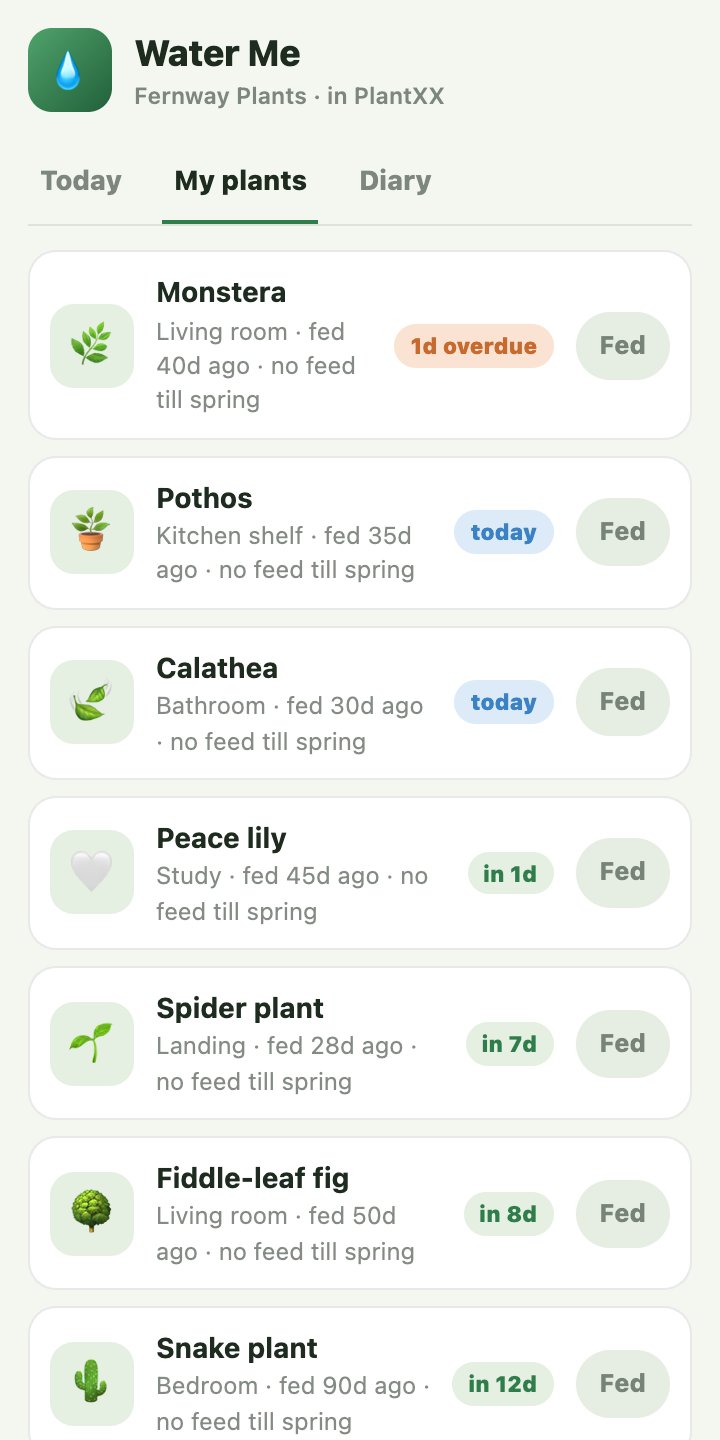 Water Me
Fernway Plants · in PlantXX
Today
My plants
Diary
Monstera
Living room · fed
40d ago · no feed
till spring
1d overdue
Fed
Pothos
Kitchen shelf · fed 35d
ago · no feed till spring
today
Fed
Calathea
Bathroom · fed 30d ago
· no feed till spring
today
Fed
Peace lily
Study · fed 45d ago · no
feed till spring
in 1d
Fed
Spider plant
Landing · fed 28d ago ·
no feed till spring
in 7d
Fed
Fiddle-leaf fig
Living room · fed 50d
ago · no feed till spring
in 8d
Fed
Snake plant
Bedroom · fed 90d ago ·
no feed till spring
in 12d
Fed